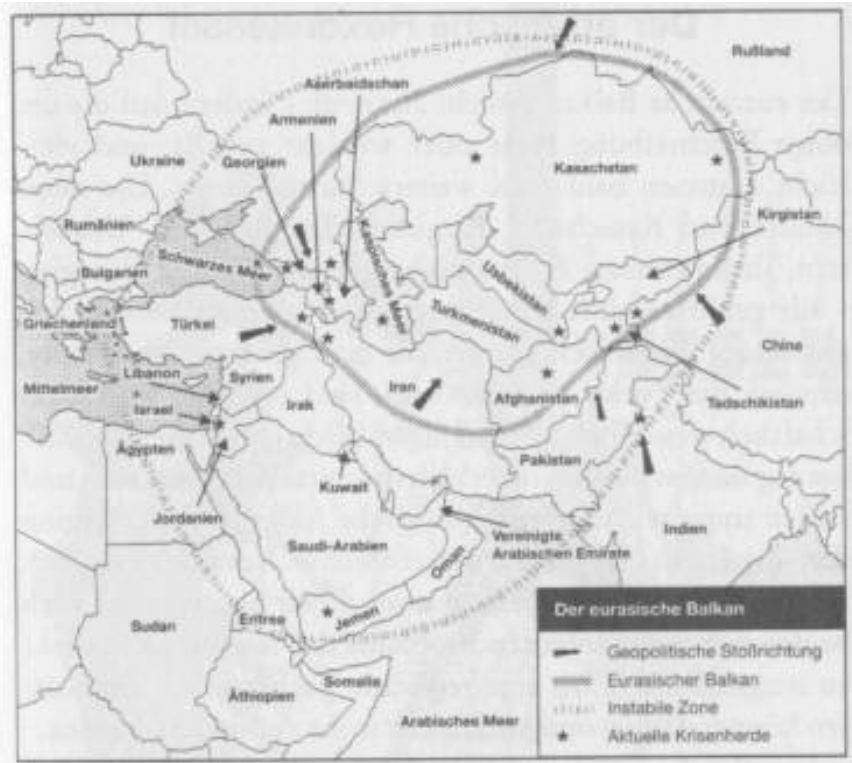 Rußland
Aserbaidschan
Armenien
Georgien
Ukraine
Kasachstan
Rumänien
Kirgistan
Schwarzes Meer
Kaspisches Meer
Bulgarien
Usbekistan
Turkmenistan
Griechenland
Türkei
China
Libanon
Syrien
Mittelmeer
Israel
Irak
Iran
Afghanistan
Tadschikistan
Ägypten
Pakistan
Kuwait
Jordanien
Vereinigte
Arabischen Emirate
Indien
Saudi-Arabien
Oman
Jemen
Sudan
Eritrea
Somalia
Äthiopien
Arabisches Meer
Der eurasische Balkan
Geopolitische Stoßrichtung
Eurasischer Balkan
Instabile Zone
Aktuelle Krisenherde